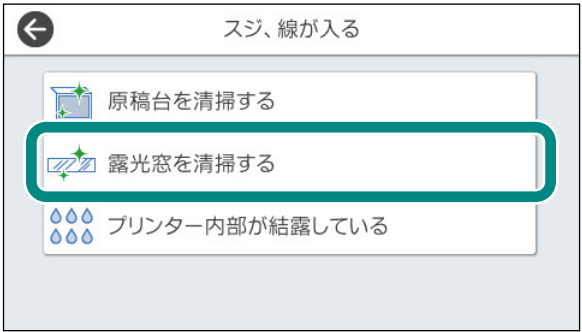 スジ、線が入る
原稿台を清掃する
露光窓を清掃する
プリンター内部が結露している